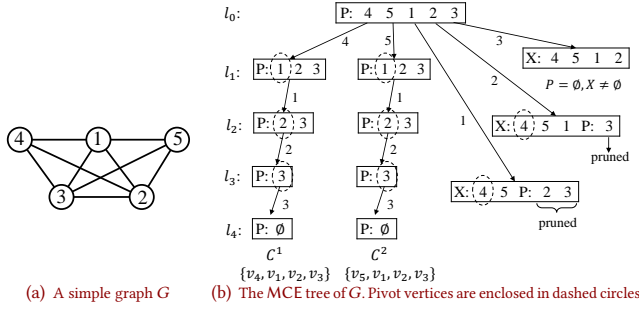 l₀: P: 4 5 1 2 3
4 5 3
l₁: P: 1 2 3 P: 1 2 3 X: 4 5 1 2
P = ∅, X ≠ ∅
1 1 2
l₂: P: 2 3 P: 2 3 1 X: 4 5 1 P: 3
pruned
2 2
l₃: P: 3 P: 3 X: 4 5 P: 2 3
pruned
3 3
l₄: P: ∅ P: ∅
C¹ C²
{v₄, v₁, v₂, v₃} {v₅, v₁, v₂, v₃}
4 1 5
3 2
(a) A simple graph G
(b) The MCE tree of G. Pivot vertices are enclosed in dashed circles